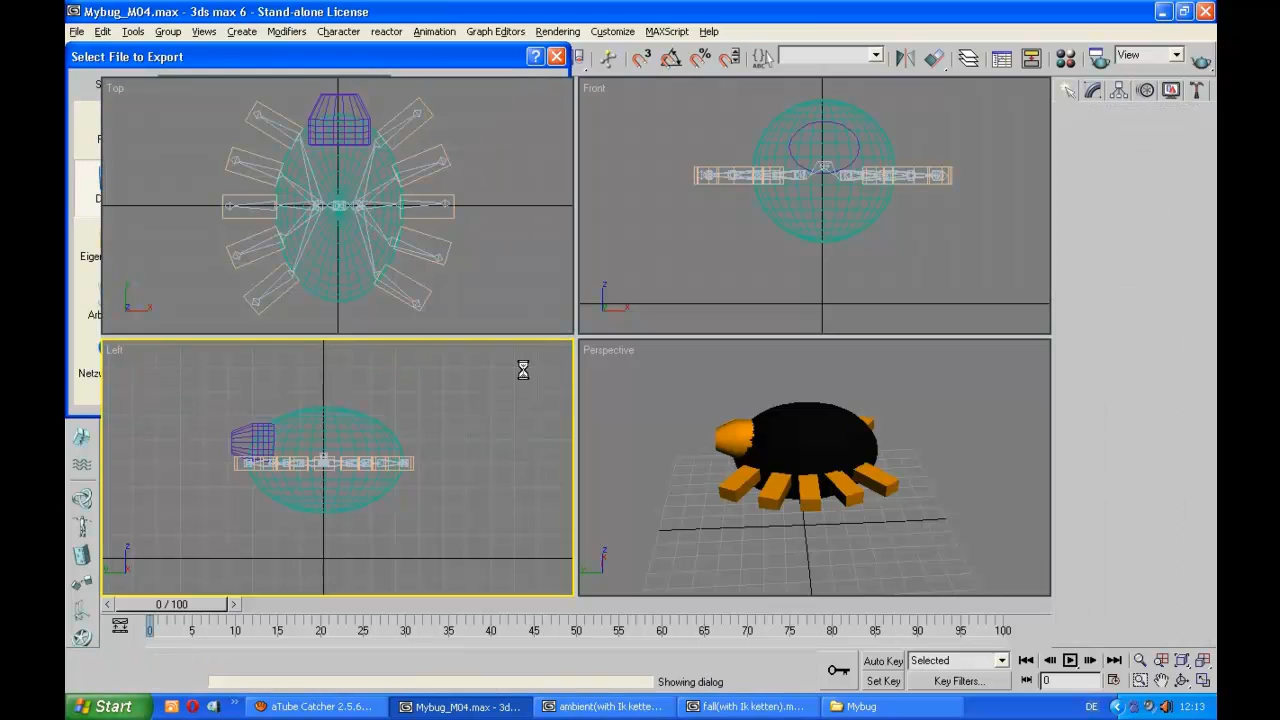 Mybug_M04.max - 3ds max 6 - Stand-alone License
File Edit Tools Group Views Create Modifiers Character reactor Animation Graph Editors Rendering Customize MAXScript Help
Select File to Export
View
Top
Front
Eigen
Netzw
Left
Perspective
0 / 100
0 5 10 15 20 25 30 35 40 45 50 55 60 65 70 75 80 85 90 95 100
Auto Key
Selected
Showing dialog
Set Key
Key Filters...
0
Start
aTube Catcher 2.5.6...
Mybug_M04.max - 3d...
ambient(with Ik kette...
fall(with Ik ketten).m...
Mybug
DE
12:13